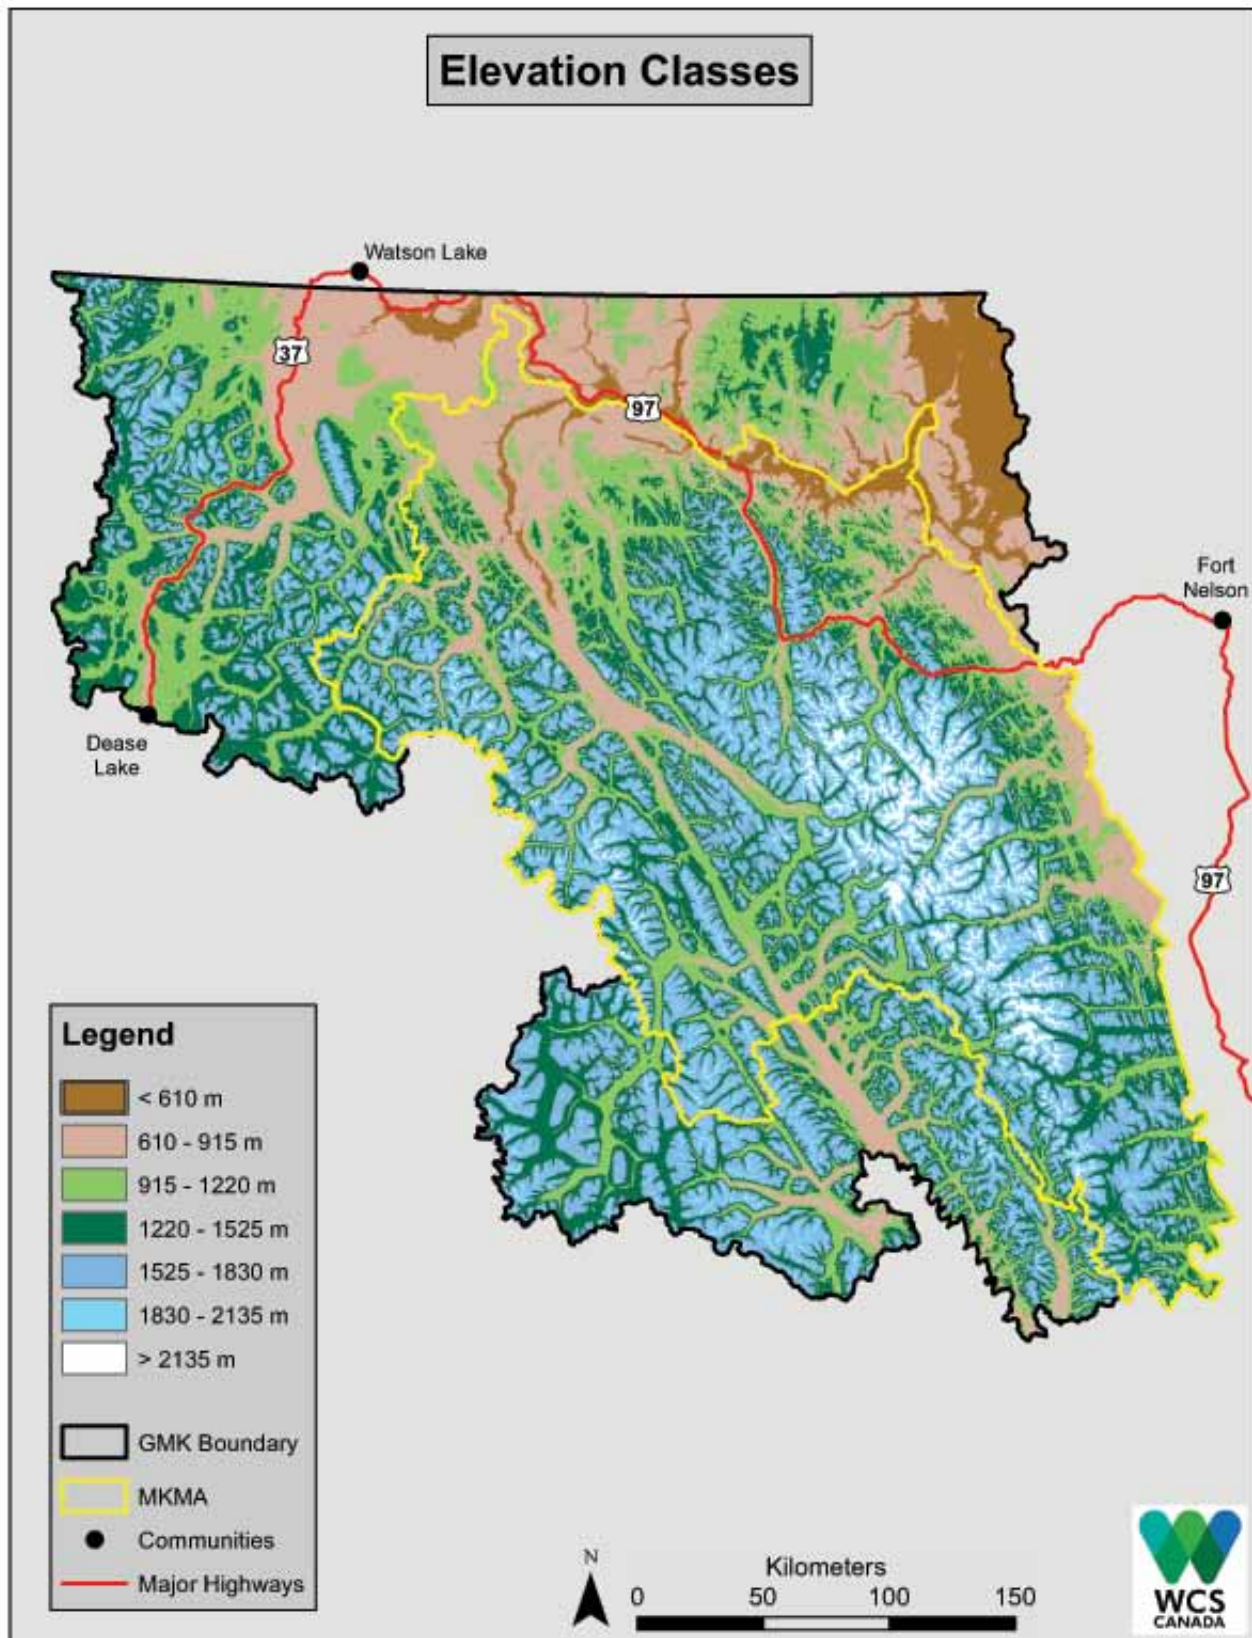 Elevation Classes
Watson Lake
37
97
Fort
Nelson
Dease
Lake
97
Legend
< 610 m
610 - 915 m
915 - 1220 m
1220 - 1525 m
1525 - 1830 m
1830 - 2135 m
> 2135 m
GMK Boundary
MKMA
Communities
Major Highways
N
Kilometers
0 50 100 150
WCS
CANADA